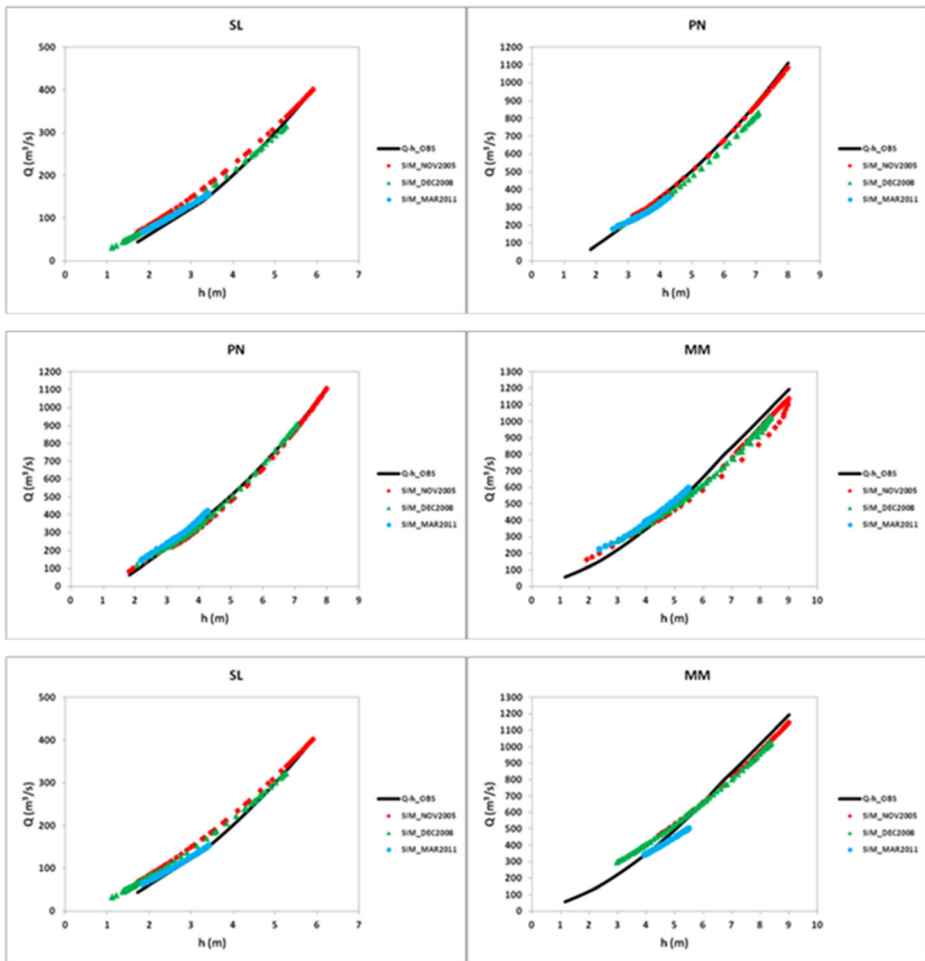 SL
500
400
300
200
100
0
Q (m³/s)
0 1 2 3 4 5 6 7
h (m)
Q-h_OBS
SIM_NOV2005
SIM_DEC2008
SIM_MAR2011
PN
1200
1100
1000
900
800
700
600
500
400
300
200
100
0
Q (m³/s)
0 1 2 3 4 5 6 7 8 9
h (m)
Q-h_OBS
SIM_NOV2005
SIM_DEC2008
SIM_MAR2011
PN
1200
1100
1000
900
800
700
600
500
400
300
200
100
0
Q (m³/s)
0 1 2 3 4 5 6 7 8 9
h (m)
Q-h_OBS
SIM_NOV2005
SIM_DEC2008
SIM_MAR2011
MM
1300
1200
1100
1000
900
800
700
600
500
400
300
200
100
0
Q (m³/s)
0 1 2 3 4 5 6 7 8 9 10
h (m)
Q-h_OBS
SIM_NOV2005
SIM_DEC2008
SIM_MAR2011
SL
500
400
300
200
100
0
Q (m³/s)
0 1 2 3 4 5 6 7
h (m)
Q-h_OBS
SIM_NOV2005
SIM_DEC2008
SIM_MAR2011
MM
1300
1200
1100
1000
900
800
700
600
500
400
300
200
100
0
Q (m³/s)
0 1 2 3 4 5 6 7 8 9 10
h (m)
Q-h_OBS
SIM_NOV2005
SIM_DEC2008
SIM_MAR2011